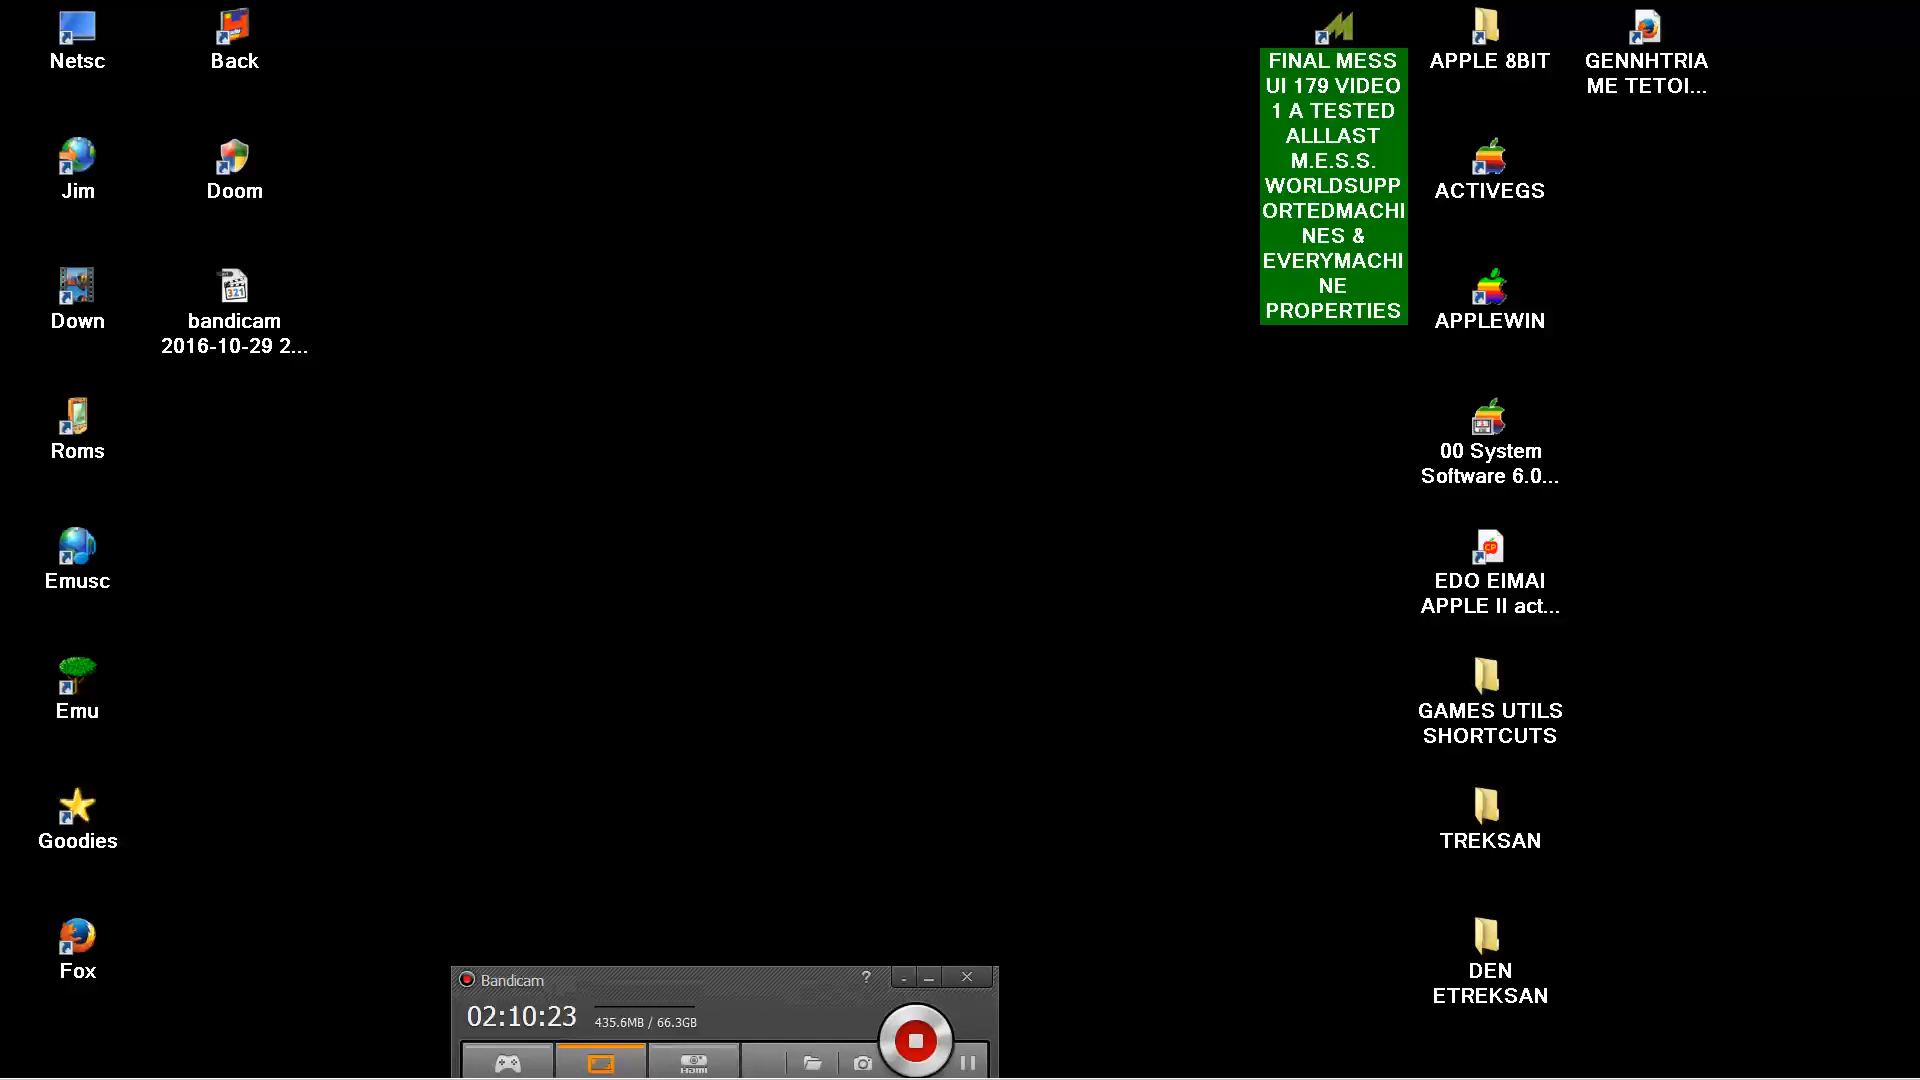 Netsc
Back
Jim
Doom
Down
bandicam
2016-10-29 2...
Roms
Emusc
Emu
Goodies
Fox
FINAL MESS
UI 179 VIDEO
1 A TESTED
ALLLAST
M.E.S.S.
WORLDSUPP
ORTEDMACHI
NES &
EVERYMACHI
NE
PROPERTIES
APPLE 8BIT
ACTIVEGS
APPLEWIN
00 System
Software 6.0...
EDO EIMAI
APPLE II act...
GAMES UTILS
SHORTCUTS
TREKSAN
DEN
ETREKSAN
GENNHTRIA
ME TETOI...
Bandicam
02:10:23
435.6MB / 66.3GB
HDMI